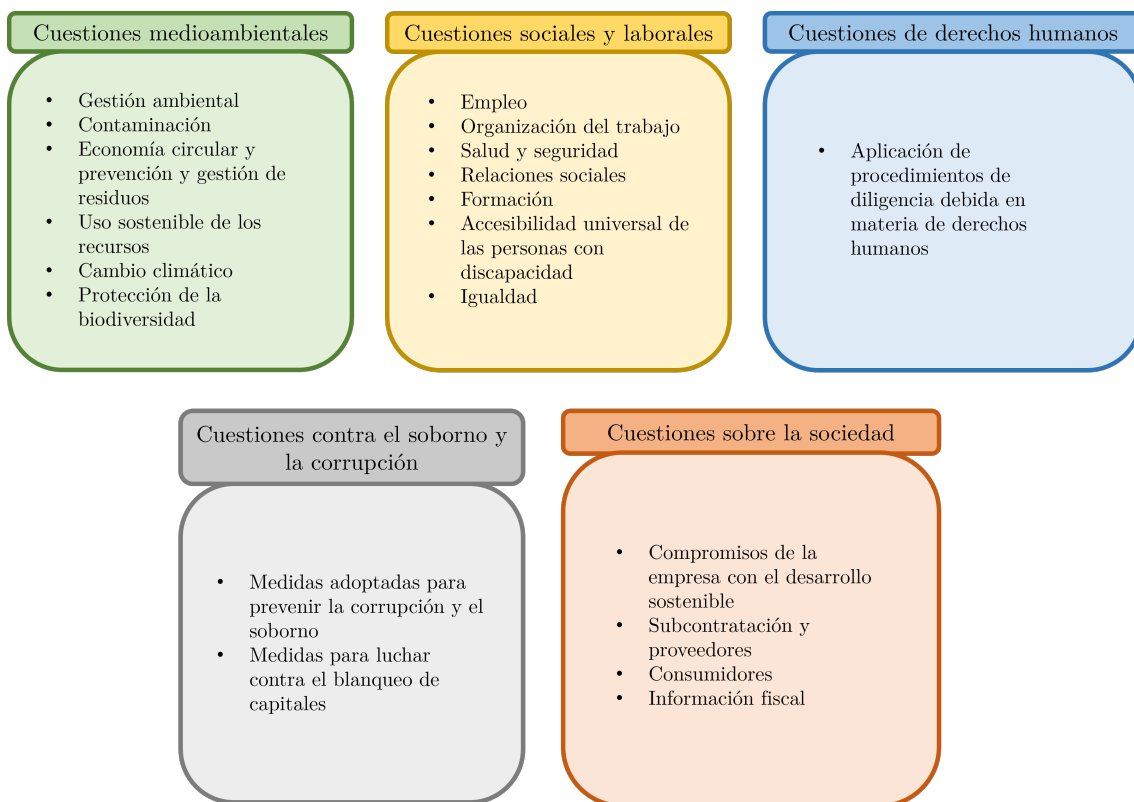 Cuestiones medioambientales
• Gestión ambiental
• Contaminación
• Economía circular y
prevención y gestión de
residuos
• Uso sostenible de los
recursos
• Cambio climático
• Protección de la
biodiversidad
Cuestiones sociales y laborales
• Empleo
• Organización del trabajo
• Salud y seguridad
• Relaciones sociales
• Formación
• Accesibilidad universal de
las personas con
discapacidad
• Igualdad
Cuestiones de derechos humanos
• Aplicación de
procedimientos de
diligencia debida en
materia de derechos
humanos
Cuestiones contra el soborno y
la corrupción
• Medidas adoptadas para
prevenir la corrupción y el
soborno
• Medidas para luchar
contra el blanqueo de
capitales
Cuestiones sobre la sociedad
• Compromisos de la
empresa con el desarrollo
sostenible
• Subcontratación y
proveedores
• Consumidores
• Información fiscal